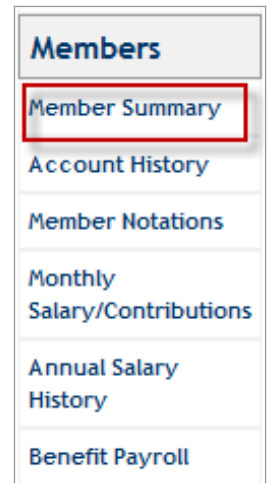 Members
Member Summary
Account History
Member Notations
Monthly
Salary/Contributions
Annual Salary
History
Benefit Payroll